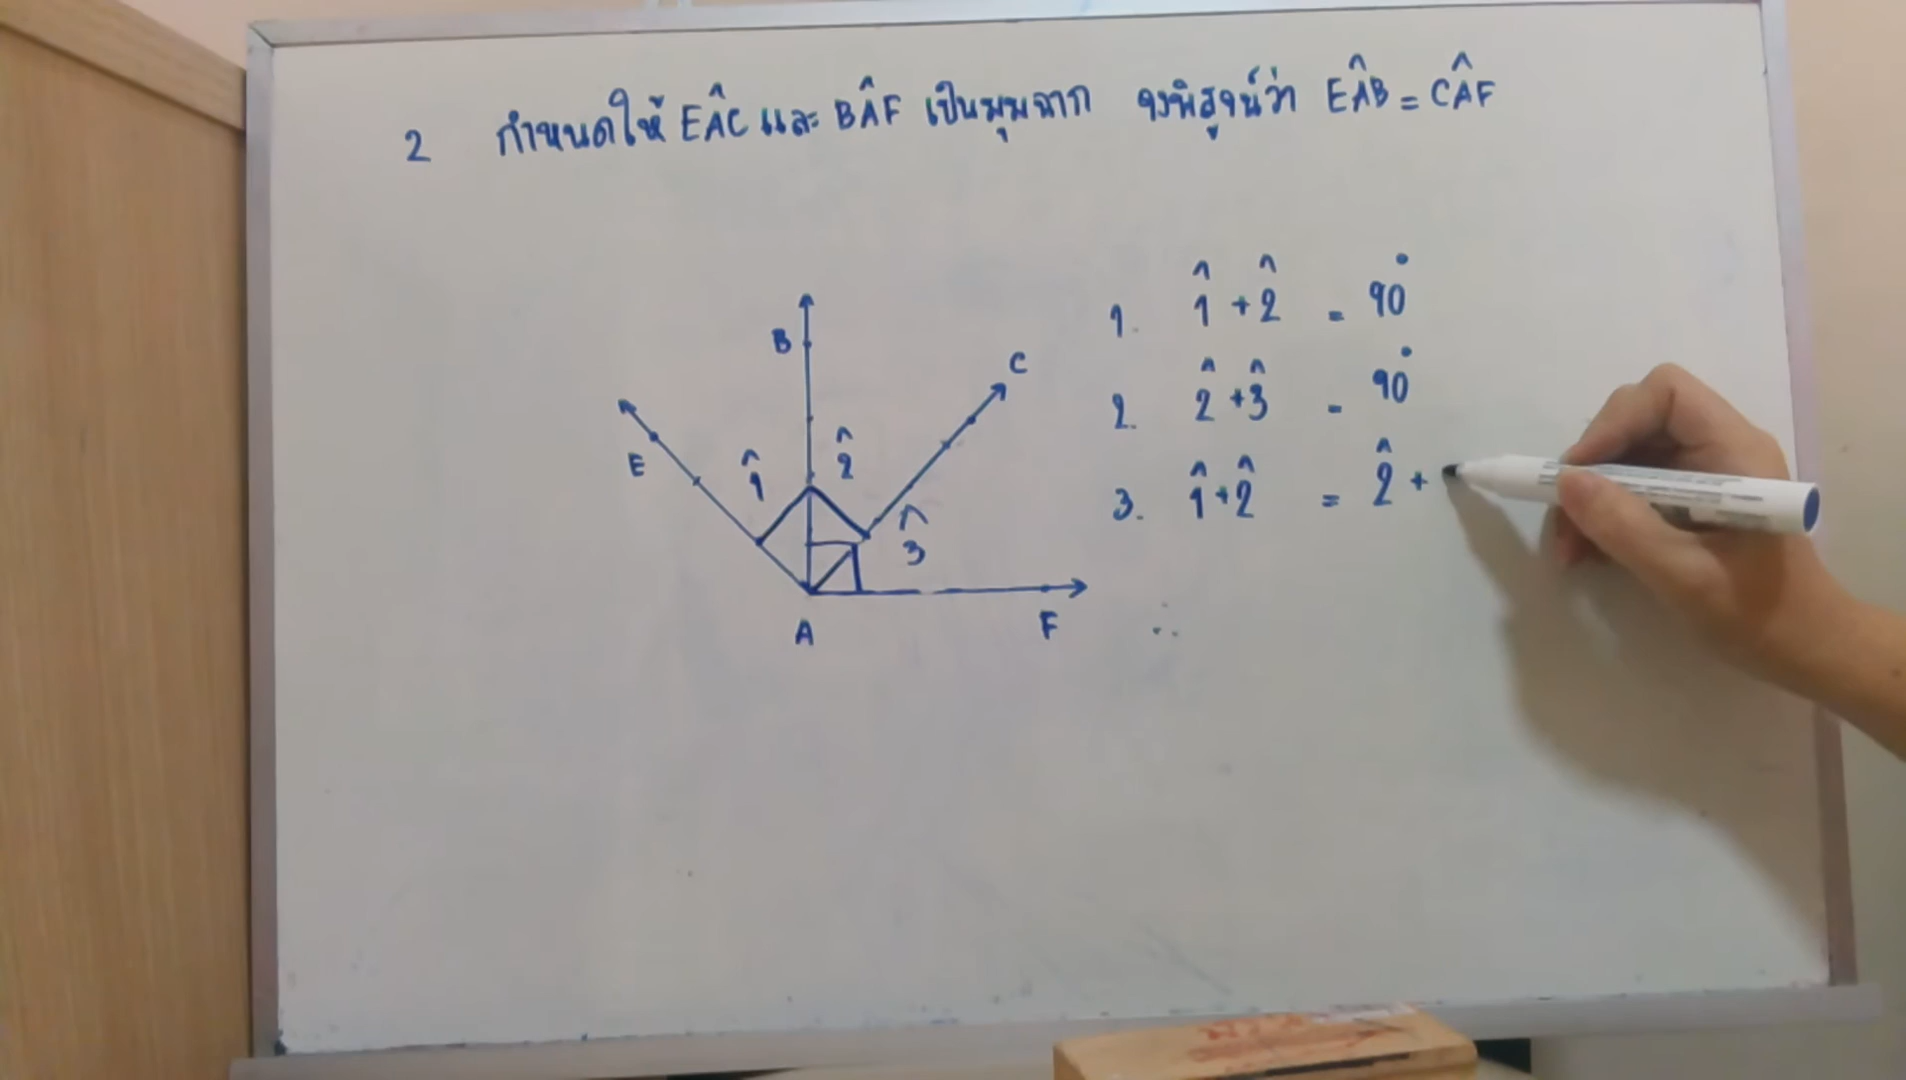 2 กำหนดให้ EÂC และ BÂF เป็นมุมฉาก จงพิสูจน์ว่า EÂB = CÂF
B
C
E
1̂
2̂
3̂
A
F
1. 1̂ + 2̂ = 90°
2. 2̂ + 3̂ = 90°
3. 1̂ + 2̂ = 2̂ +